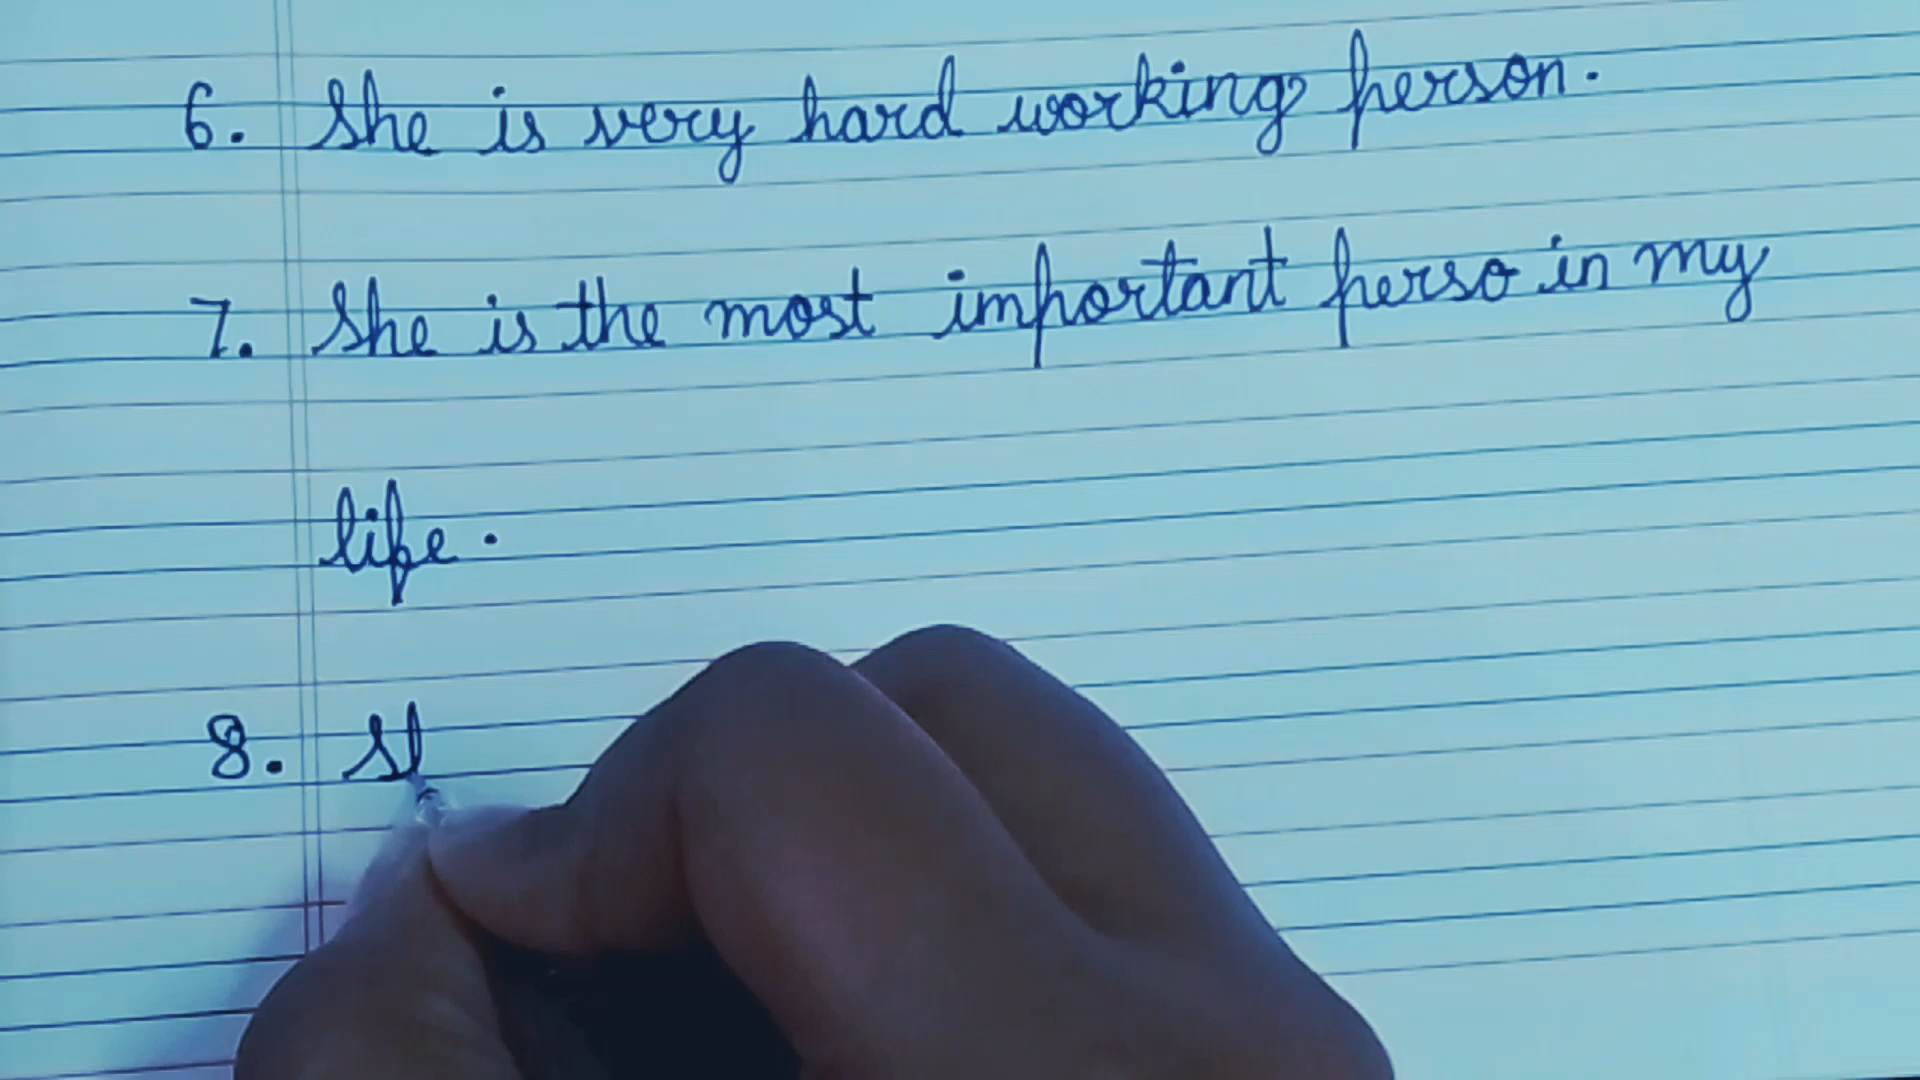 6. She is very hard working person.
7. She is the most important perso in my
life.
8.